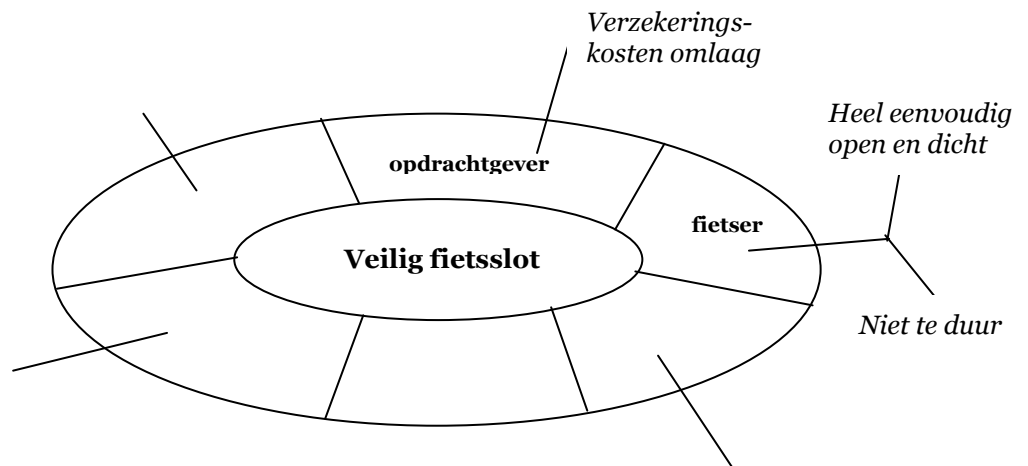 Verzekerings-
kosten omlaag
Heel eenvoudig
open en dicht
opdrachtgever
fietser
Veilig fietsslot
Niet te duur